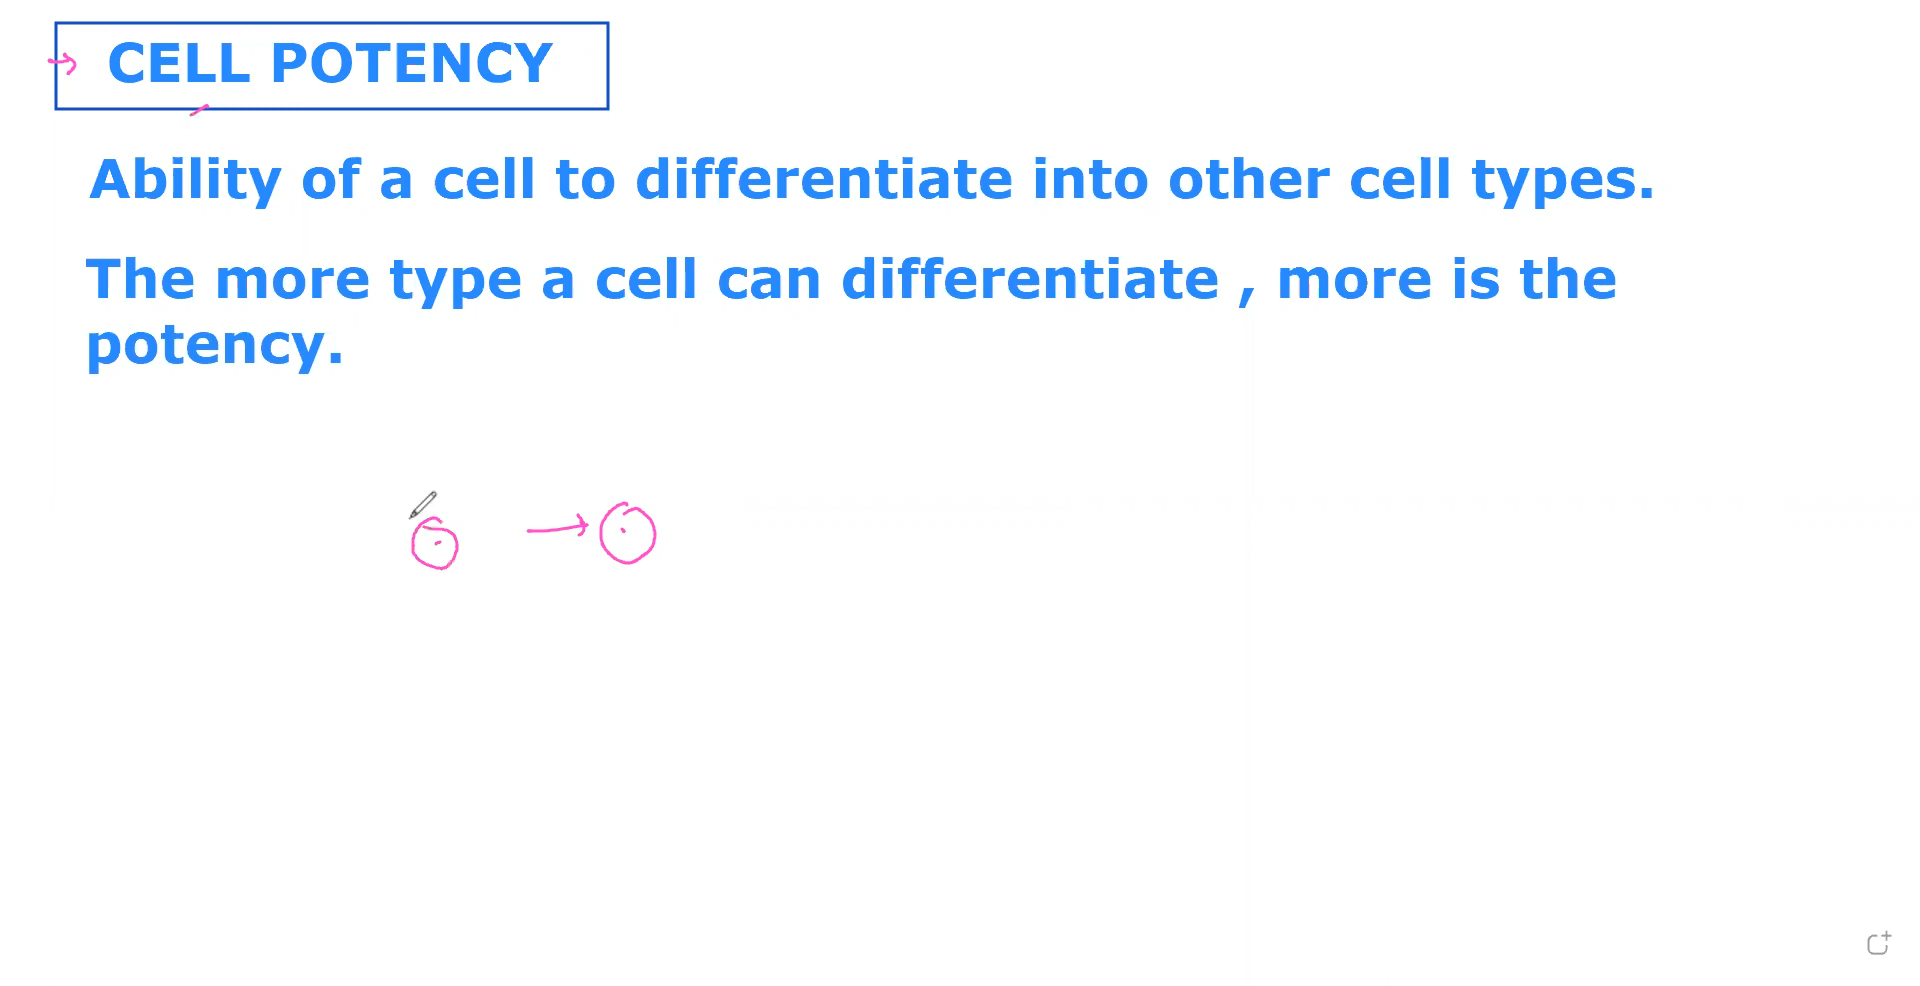 CELL POTENCY
Ability of a cell to differentiate into other cell types.
The more type a cell can differentiate , more is the
potency.